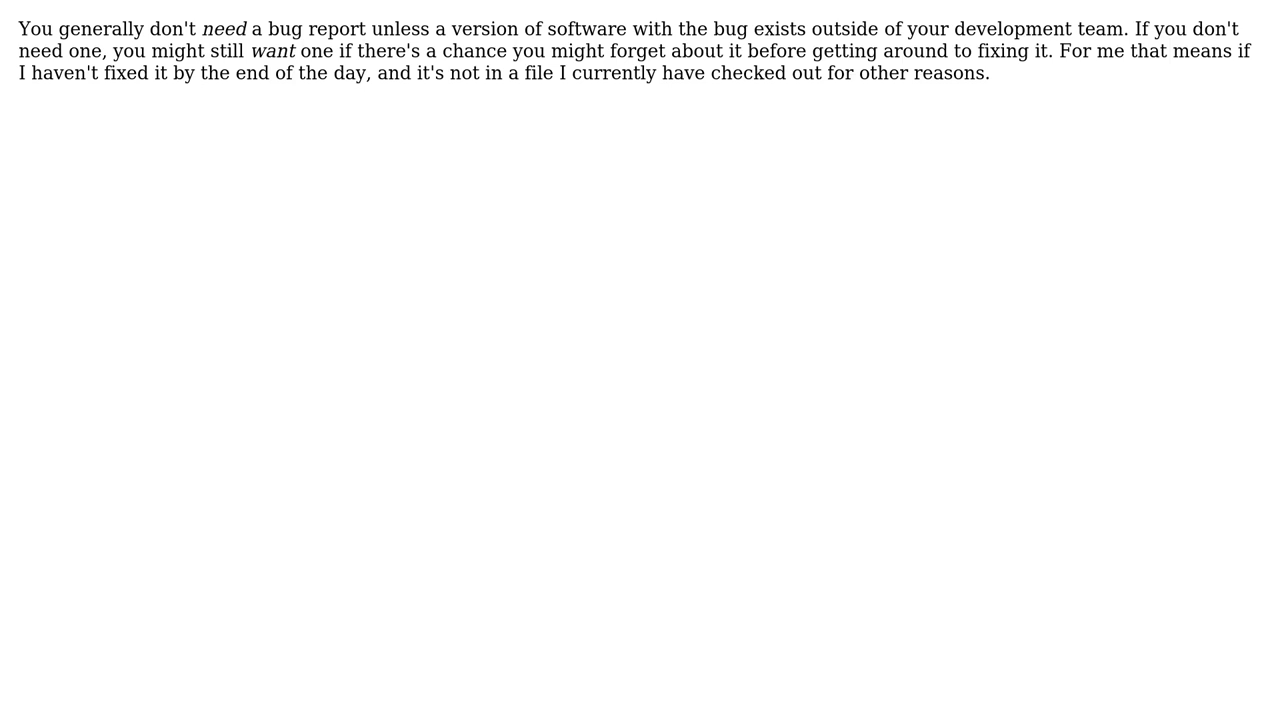 You generally don't need a bug report unless a version of software with the bug exists outside of your development team. If you don't
need one, you might still want one if there's a chance you might forget about it before getting around to fixing it. For me that means if
I haven't fixed it by the end of the day, and it's not in a file I currently have checked out for other reasons.